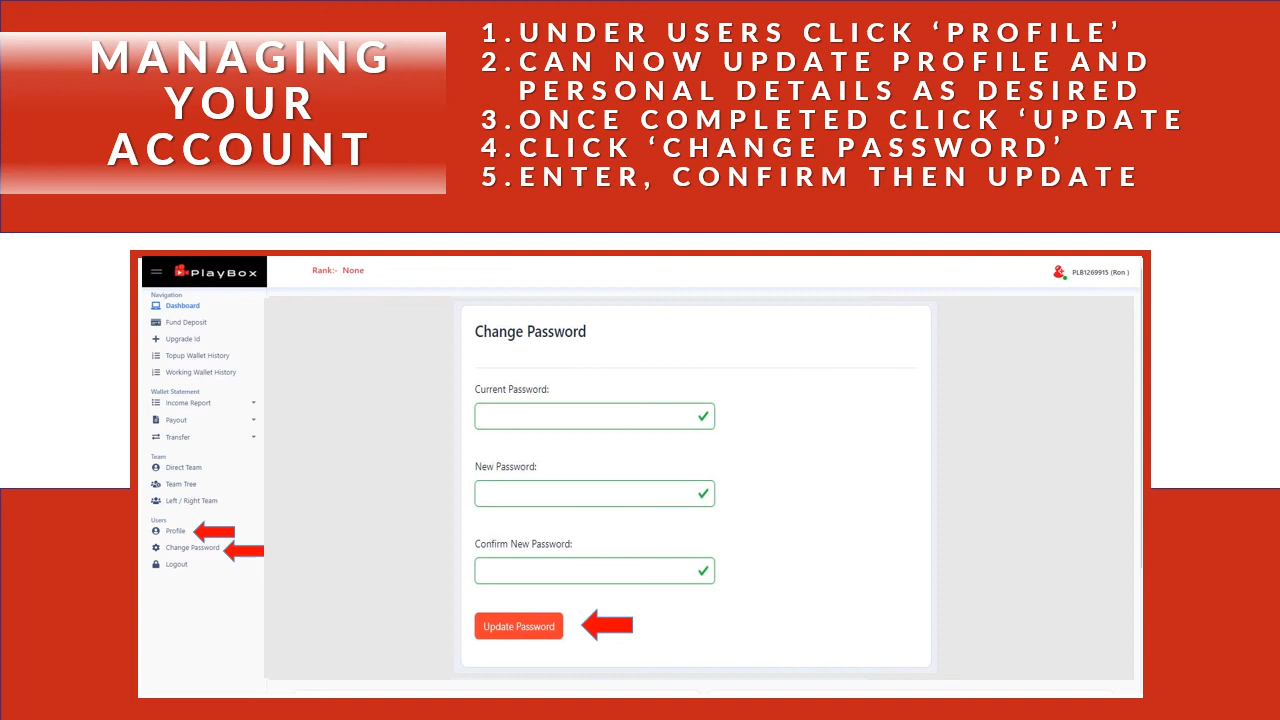 MANAGING
YOUR
ACCOUNT
1.UNDER USERS CLICK ‘PROFILE’
2.CAN NOW UPDATE PROFILE AND
PERSONAL DETAILS AS DESIRED
3.ONCE COMPLETED CLICK ‘UPDATE
4.CLICK ‘CHANGE PASSWORD’
5.ENTER, CONFIRM THEN UPDATE
PlayBox
Rank:- None
PLB1269915 (Ron )
Navigation
Dashboard
Fund Deposit
Upgrade id
Topup Wallet History
Working Wallet History
Wallet Statement
Income Report
Payout
Transfer
Team
Direct Team
Team Tree
Left / Right Team
Users
Profile
Change Password
Logout
Change Password
Current Password:
New Password:
Confirm New Password:
Update Password